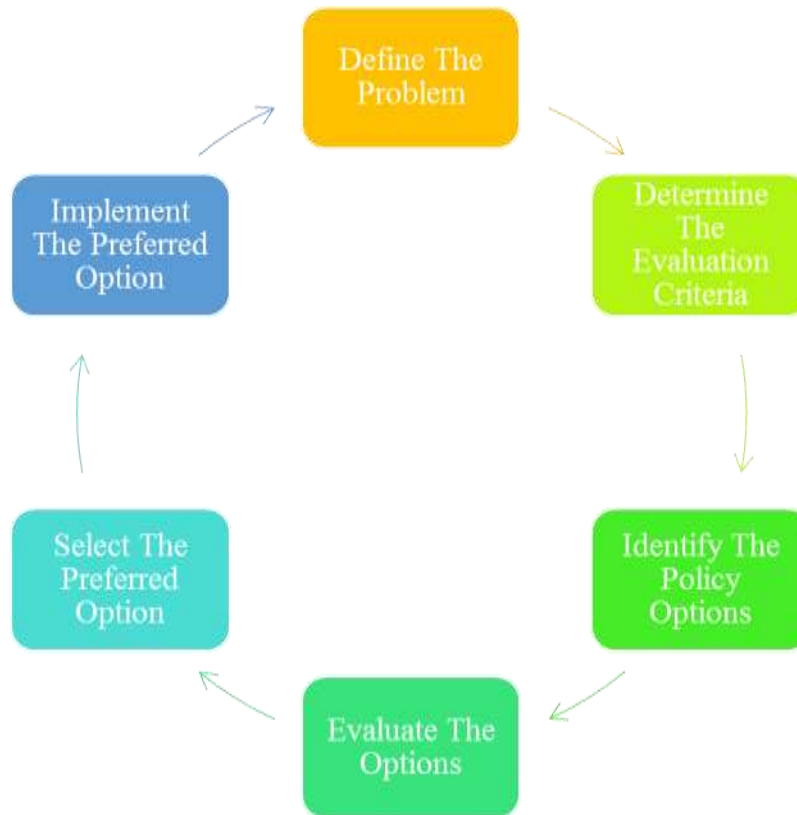 Define The
Problem
Determine
The
Evaluation
Criteria
Identify The
Policy
Options
Evaluate The
Options
Select The
Preferred
Option
Implement
The Preferred
Option